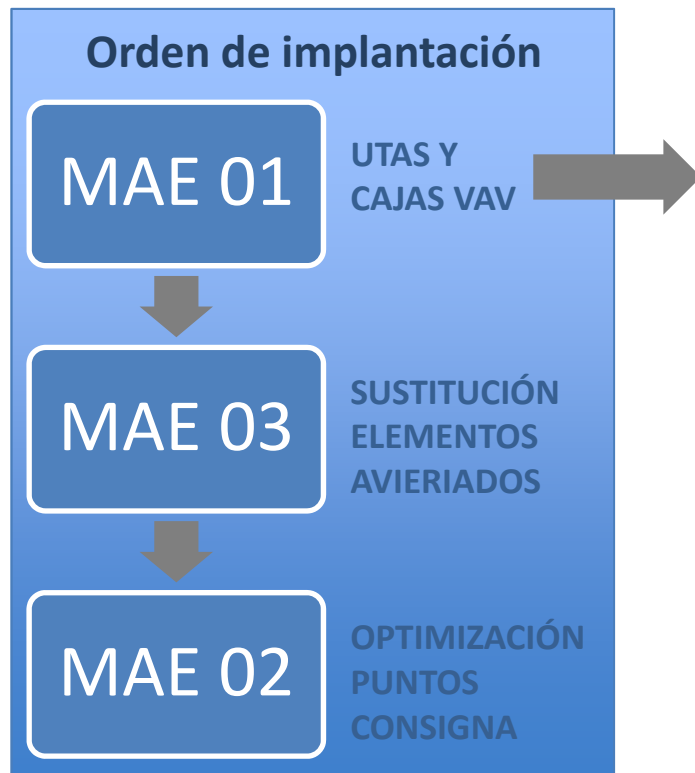 Orden de implantación
MAE 01
UTAS Y
CAJAS VAV
MAE 03
SUSTITUCIÓN
ELEMENTOS
AVIERIADOS
MAE 02
OPTIMIZACIÓN
PUNTOS
CONSIGNA